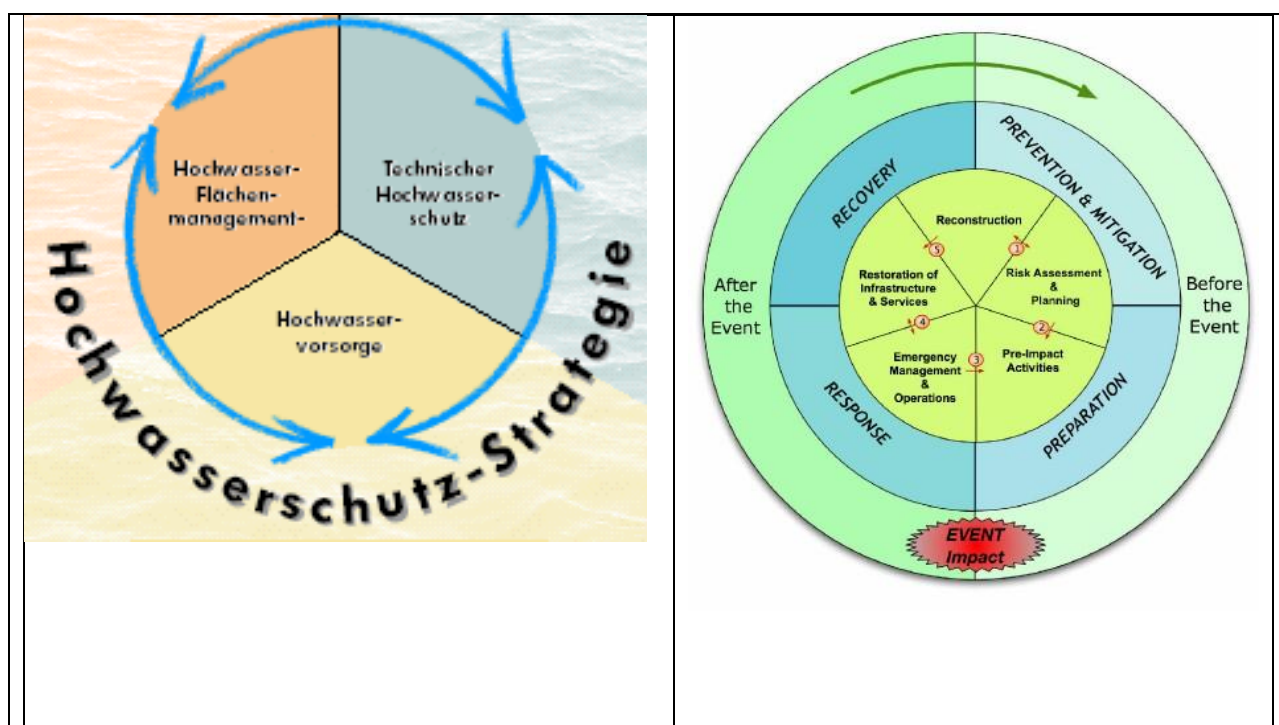 Hochwasser-
Flächen-
management-
Technischer
Hochwasser-
schutz
Hochwasser-
vorsorge
Hochwasserschutz-Strategie
After
the
Event
Before
the
Event
RECOVERY
PREVENTION & MITIGATION
RESPONSE
PREPARATION
Reconstruction
5
1
Restoration of
Infrastructure
& Services
Risk Assessment
&
Planning
4
2
3
Emergency
Management
&
Operations
Pre-Impact
Activities
EVENT
Impact